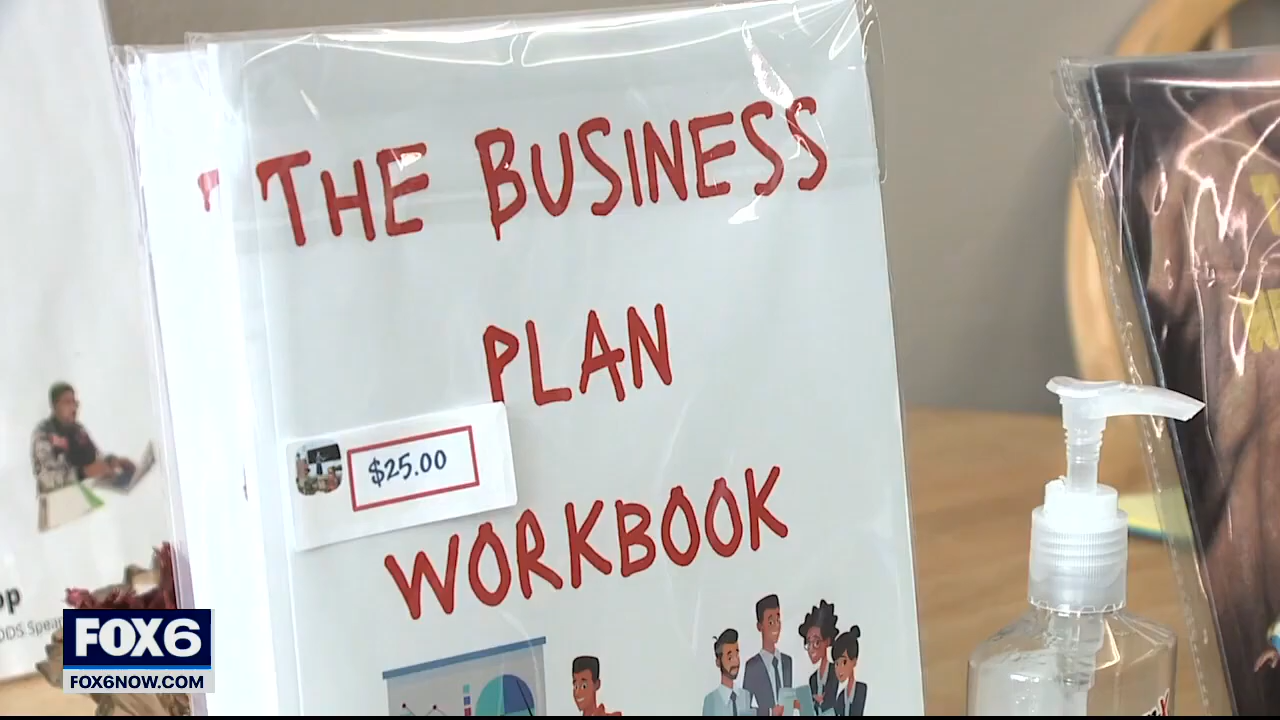 THE BUSINESS
PLAN
$25.00
WORKBOOK
FOX6
FOX6NOW.COM